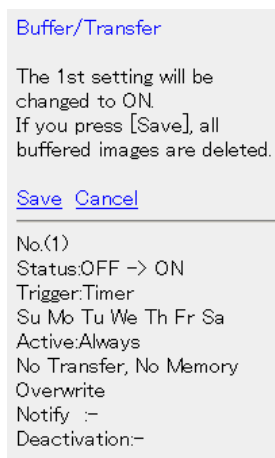 Buffer/Transfer
The 1st setting will be
changed to ON.
If you press [Save], all
buffered images are deleted.
Save Cancel
No.(1)
Status:OFF -> ON
Trigger:Timer
Su Mo Tu We Th Fr Sa
Active:Always
No Transfer, No Memory
Overwrite
Notify :-
Deactivation:-